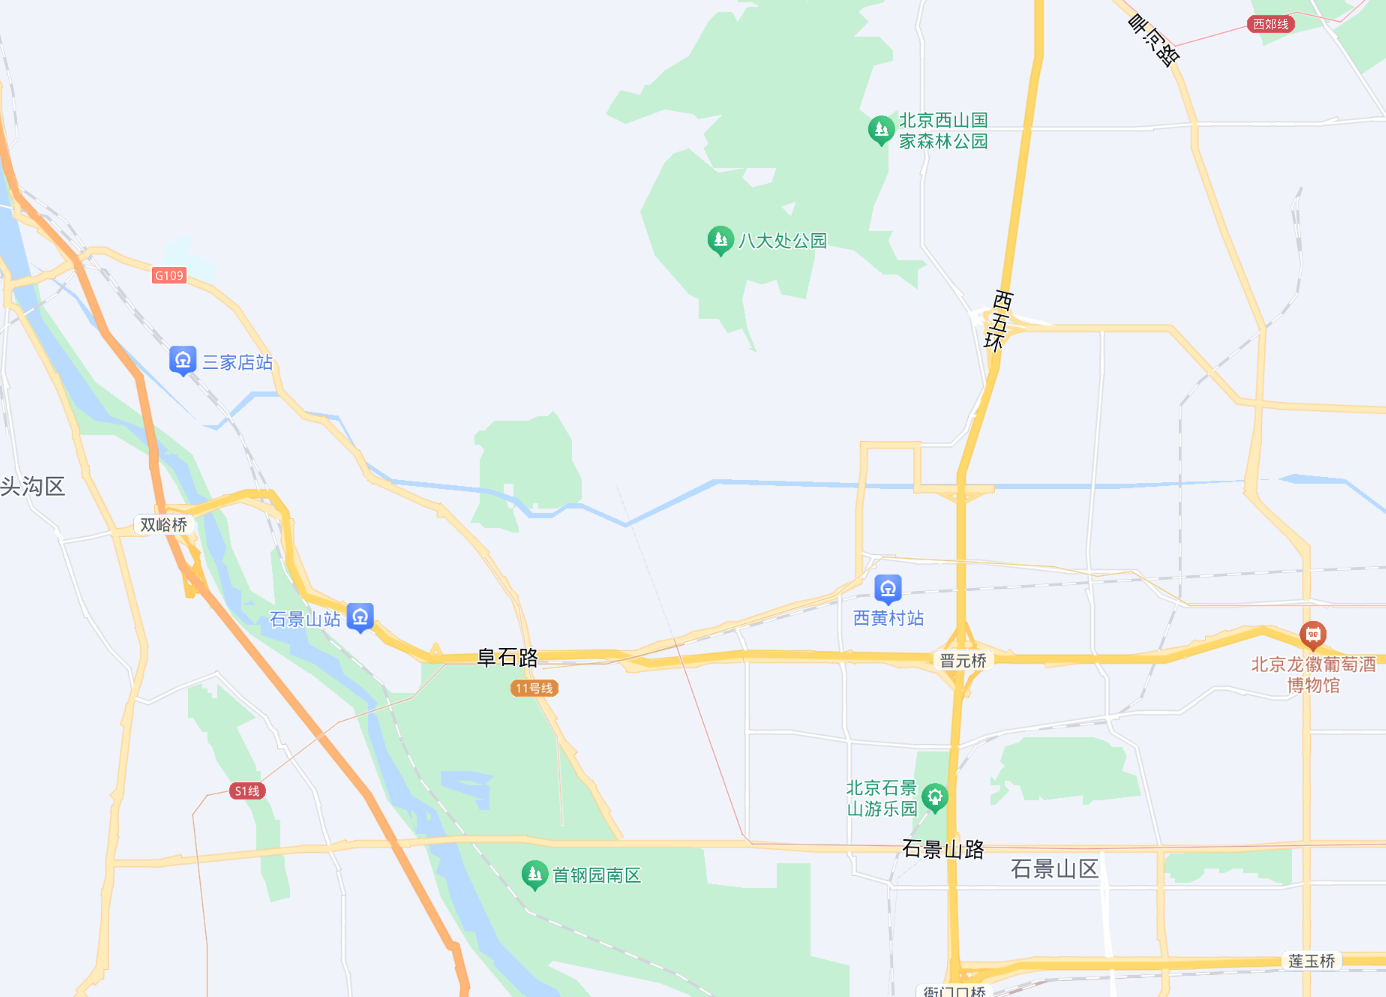 西郊线
旱河路
北京西山国
家森林公园
八大处公园
G109
西五环
三家店站
头沟区
双峪桥
石景山站
西黄村站
阜石路
晋元桥
北京龙徽葡萄酒
博物馆
11号线
S1线
北京石景
山游乐园
石景山路
石景山区
首钢园南区
莲玉桥
衙门口桥